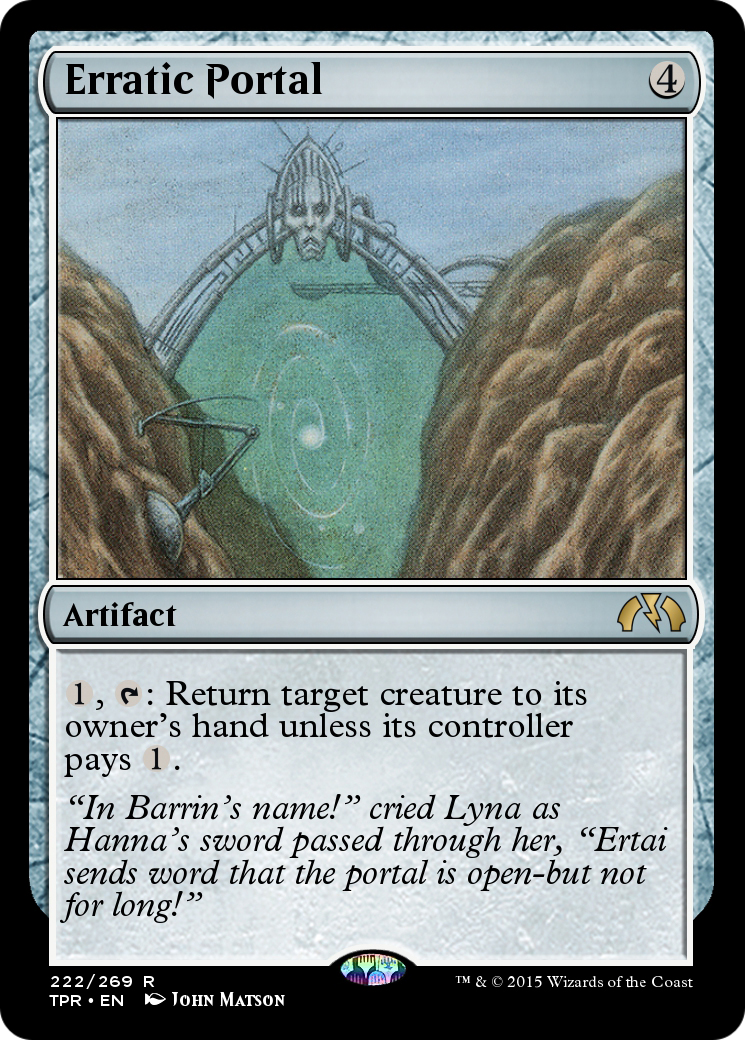 Erratic Portal 4
Artifact
1, : Return target creature to its
owner's hand unless its controller
pays 1.
“In Barrin's name!” cried Lyna as
Hanna's sword passed through her, “Ertai
sends word that the portal is open-but not
for long!”
222/269 R
TPR • EN John Matson
™ & © 2015 Wizards of the Coast